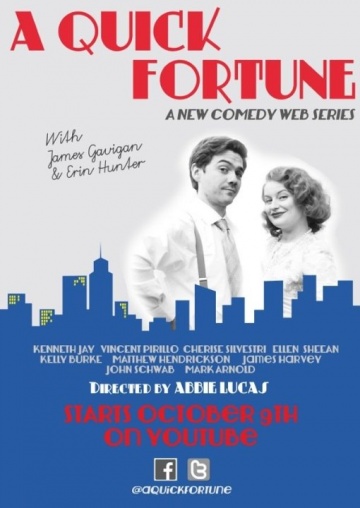 A QUICK
FORTUNE
A NEW COMEDY WEB SERIES
With
James Gavigan
& Erin Hunter
KENNETH JAY VINCENT PIRILLO CHERISE SILVESTRI ELLEN SHEEAN
KELLY BURKE MATTHEW HENDRICKSON JAMES HARVEY
JOHN SCHWAB MARK ARNOLD
DIRECTED BY ABBIE LUCAS
STARTS OCTOBER 9TH
ON YOUTUBE
f t
@AQUICKFORTUNE